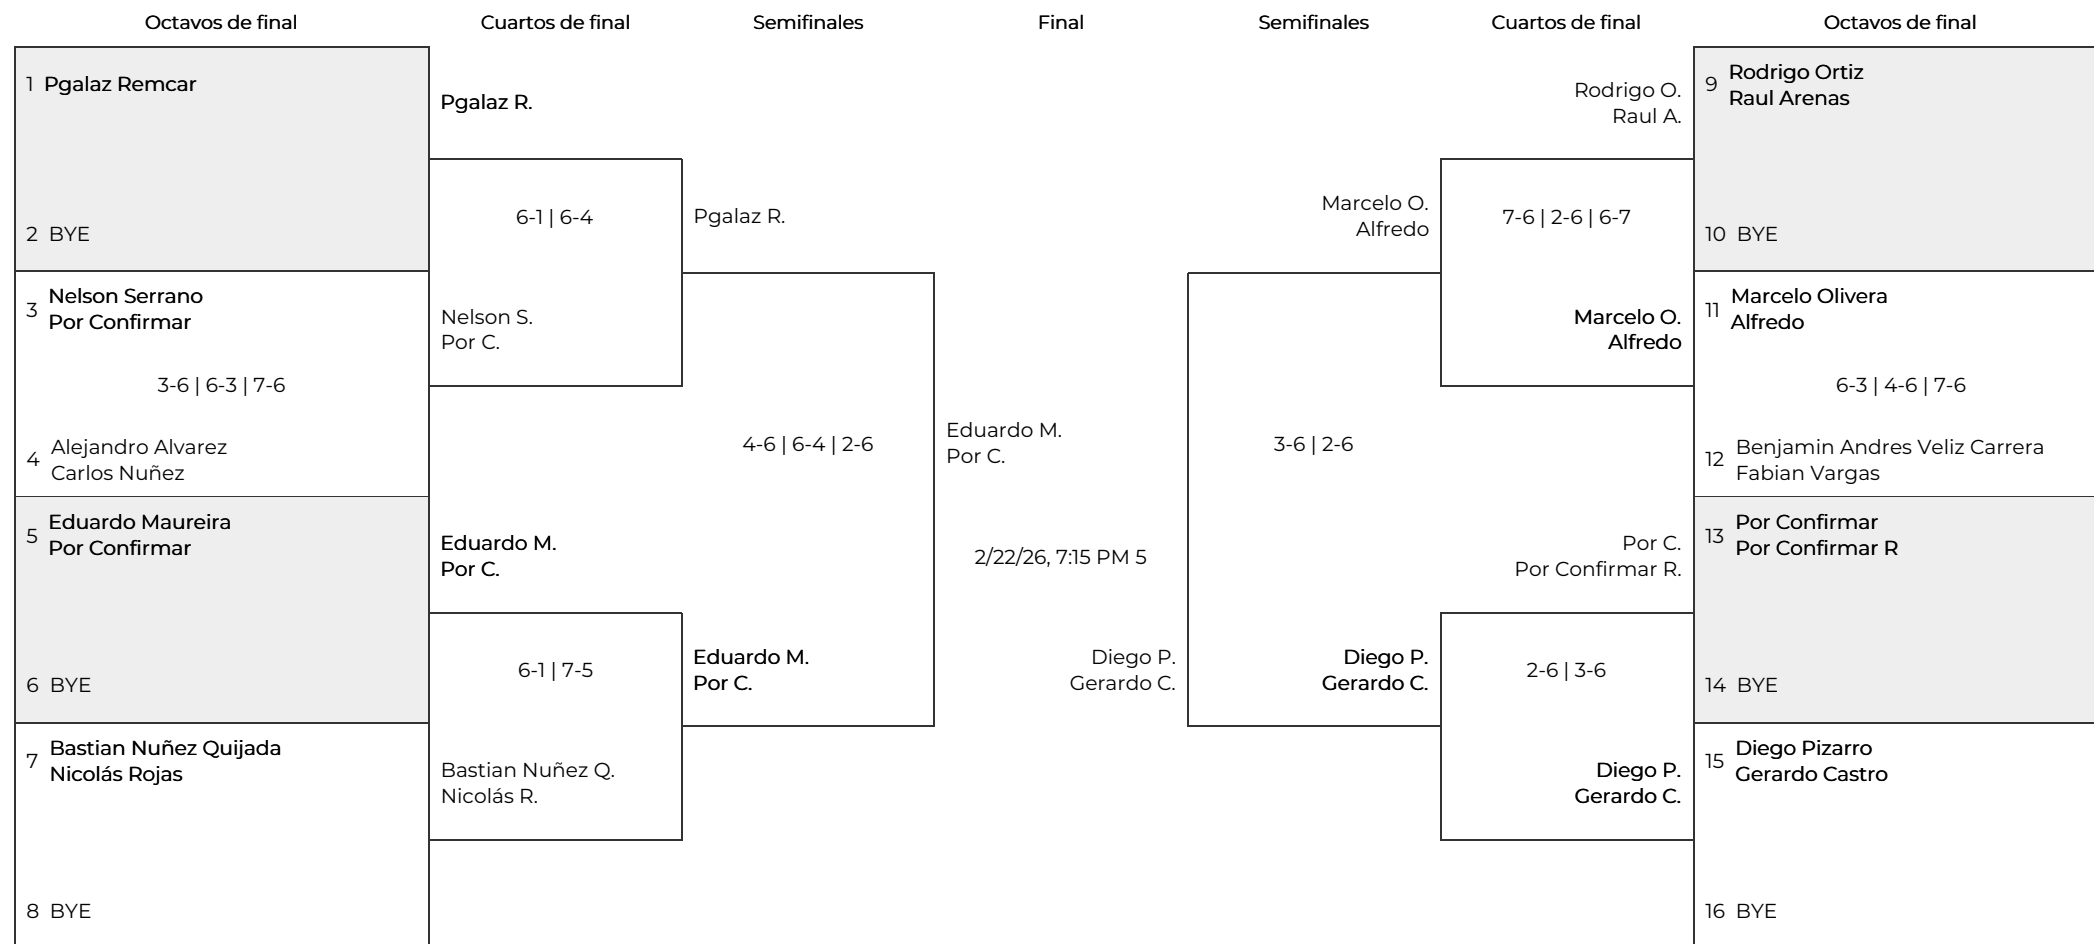 Octavos de final
Cuartos de final
Semifinales
Final
Semifinales
Cuartos de final
Octavos de final
1 Pgalaz Remcar
2 BYE
3 Nelson Serrano
Por Confirmar
3-6 | 6-3 | 7-6
4 Alejandro Alvarez
Carlos Nuñez
5 Eduardo Maureira
Por Confirmar
6 BYE
7 Bastian Nuñez Quijada
Nicolás Rojas
8 BYE
Pgalaz R.
6-1 | 6-4
Nelson S.
Por C.
Eduardo M.
Por C.
6-1 | 7-5
Bastian Nuñez Q.
Nicolás R.
Pgalaz R.
4-6 | 6-4 | 2-6
Eduardo M.
Por C.
Eduardo M.
Por C.
2/22/26, 7:15 PM 5
Diego P.
Gerardo C.
Marcelo O.
Alfredo
3-6 | 2-6
Diego P.
Gerardo C.
Rodrigo O.
Raul A.
7-6 | 2-6 | 6-7
Marcelo O.
Alfredo
Por C.
Por Confirmar R.
2-6 | 3-6
Diego P.
Gerardo C.
9 Rodrigo Ortiz
Raul Arenas
10 BYE
11 Marcelo Olivera
Alfredo
6-3 | 4-6 | 7-6
12 Benjamin Andres Veliz Carrera
Fabian Vargas
13 Por Confirmar
Por Confirmar R
14 BYE
15 Diego Pizarro
Gerardo Castro
16 BYE